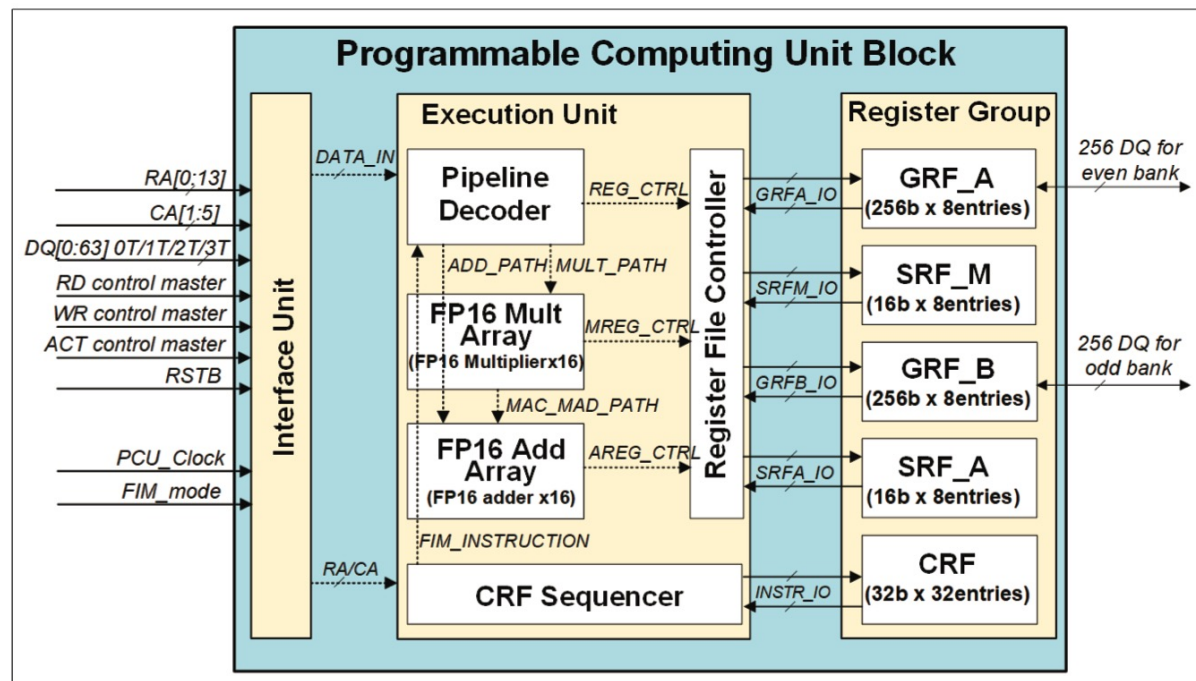 Programmable Computing Unit Block
RA[0:13]
CA[1:5]
DQ[0:63] 0T/1T/2T/3T
RD control master
WR control master
ACT control master
RSTB
PCU_Clock
FIM_mode
Interface Unit
DATA_IN
RA/CA
Execution Unit
Pipeline
Decoder
REG_CTRL
ADD_PATH
MULT_PATH
FP16 Mult
Array
(FP16 Multiplierx16)
MREG_CTRL
MAC_MAD_PATH
FP16 Add
Array
(FP16 adder x16)
AREG_CTRL
FIM_INSTRUCTION
CRF Sequencer
Register File Controller
GRFA_IO
SRFM_IO
GRFB_IO
SRFA_IO
INSTR_IO
Register Group
GRF_A
(256b x 8entries)
SRF_M
(16b x 8entries)
GRF_B
(256b x 8entries)
SRF_A
(16b x 8entries)
CRF
(32b x 32entries)
256 DQ for
even bank
256 DQ for
odd bank